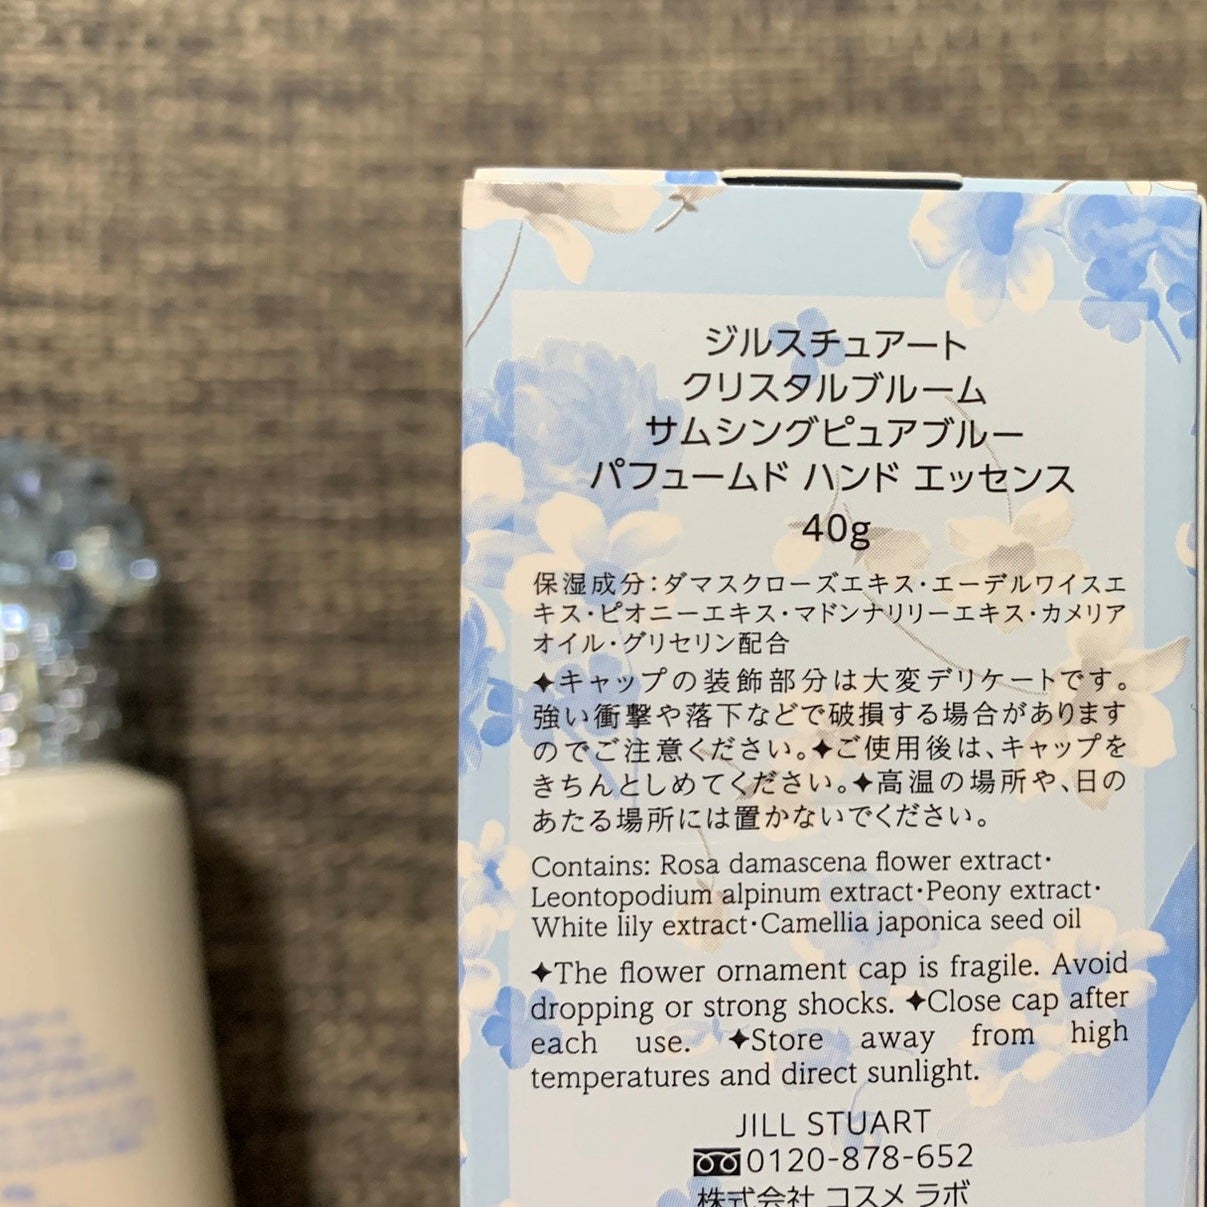 ジルスチュアート
クリスタルブルーム
サムシングピュアブルー
パフュームド ハンド エッセンス
40g
保湿成分：ダマスクローズエキス・エーデルワイスエ
キス・ピオニーエキス・マドンナリリーエキス・カメリア
オイル・グリセリン配合
✦キャップの装飾部分は大変デリケートです。
強い衝撃や落下などで破損する場合があります
のでご注意ください。✦ご使用後は、キャップを
きちんとしめてください。✦高温の場所や、日の
あたる場所には置かないでください。
Contains: Rosa damascena flower extract・
Leontopodium alpinum extract・Peony extract・
White lily extract・Camellia japonica seed oil
✦The flower ornament cap is fragile. Avoid
dropping or strong shocks. ✦Close cap after
each use. ✦Store away from high
temperatures and direct sunlight.
JILL STUART
0120-878-652
株式会社 コスメ ラボ